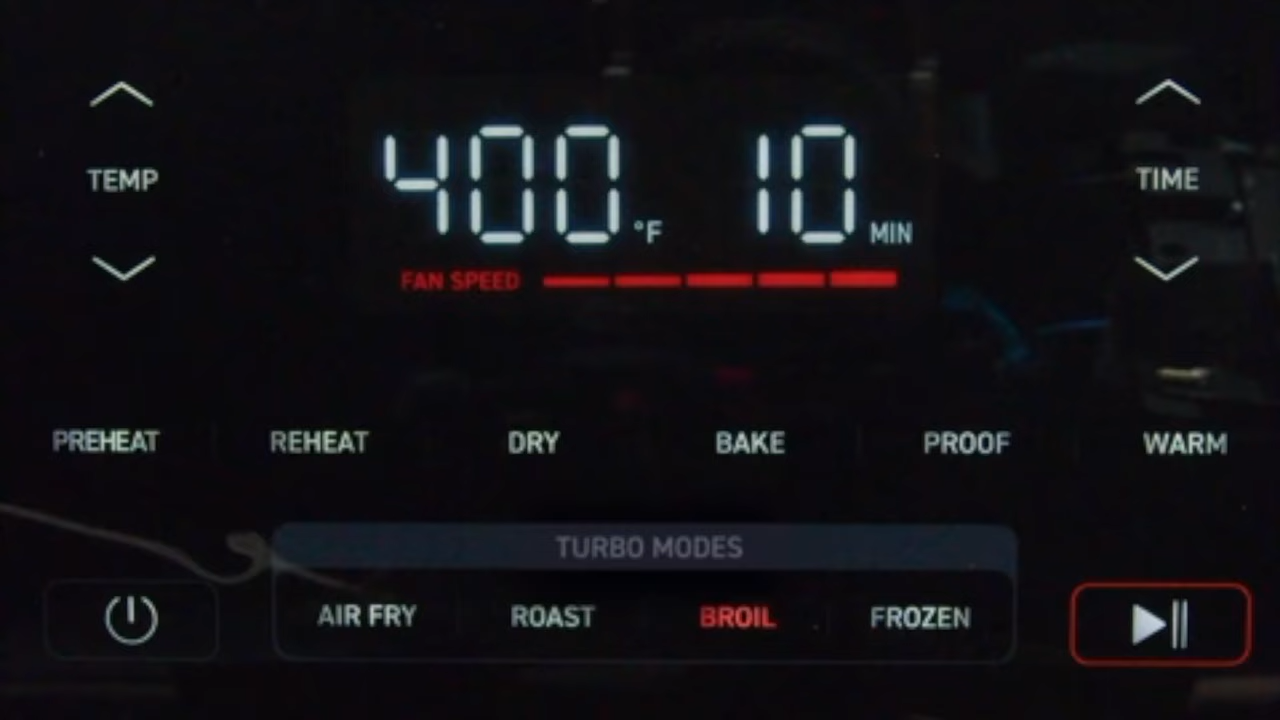 TEMP
400 °F 10 MIN
TIME
FAN SPEED
PREHEAT REHEAT DRY BAKE PROOF WARM
TURBO MODES
AIR FRY ROAST BROIL FROZEN